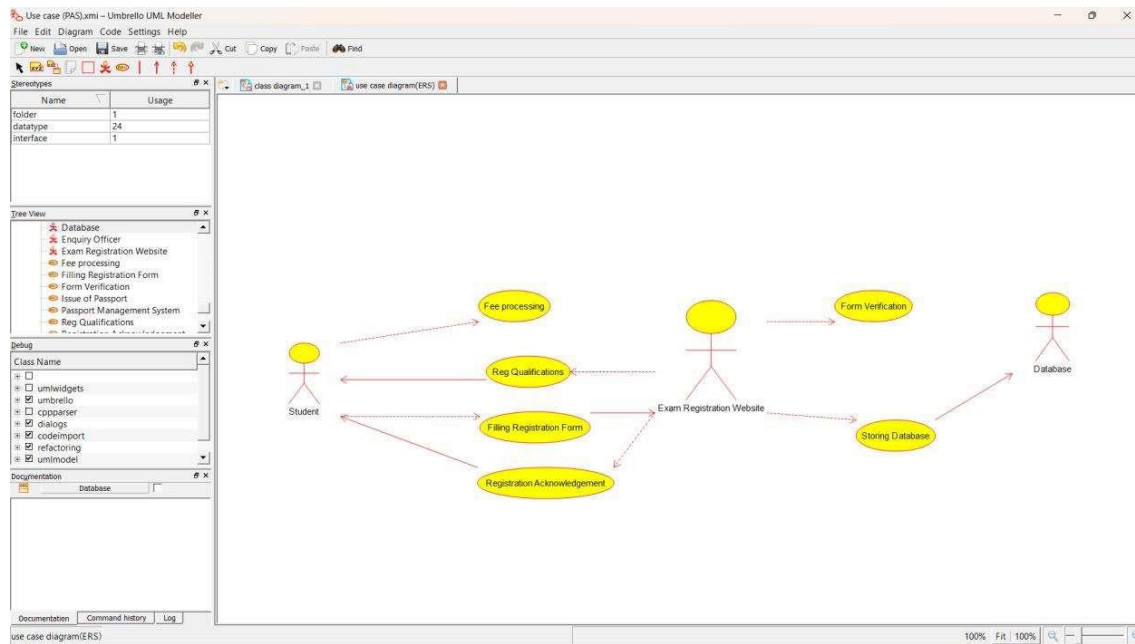 Use case (PAS).xmi – Umbrello UML Modeller
File Edit Diagram Code Settings Help
New Open Save Cut Copy Paste Find
Stereotypes
Name Usage
folder 1
datatype 24
interface 1
Tree View
Database
Enquiry Officer
Exam Registration Website
Fee processing
Filling Registration Form
Form Verification
Issue of Passport
Passport Management System
Reg Qualifications
Debug
Class Name
umlwidgets
umbrello
cppparser
dialogs
codeimport
refactoring
umlmodel
Documentation
Database
Documentation Command history Log
use case diagram(ERS)
class diagram_1 use case diagram(ERS)
Fee processing
Form Verification
Reg Qualifications
Database
Student
Exam Registration Website
Filling Registration Form
Storing Database
Registration Acknowledgement
100% Fit 100%